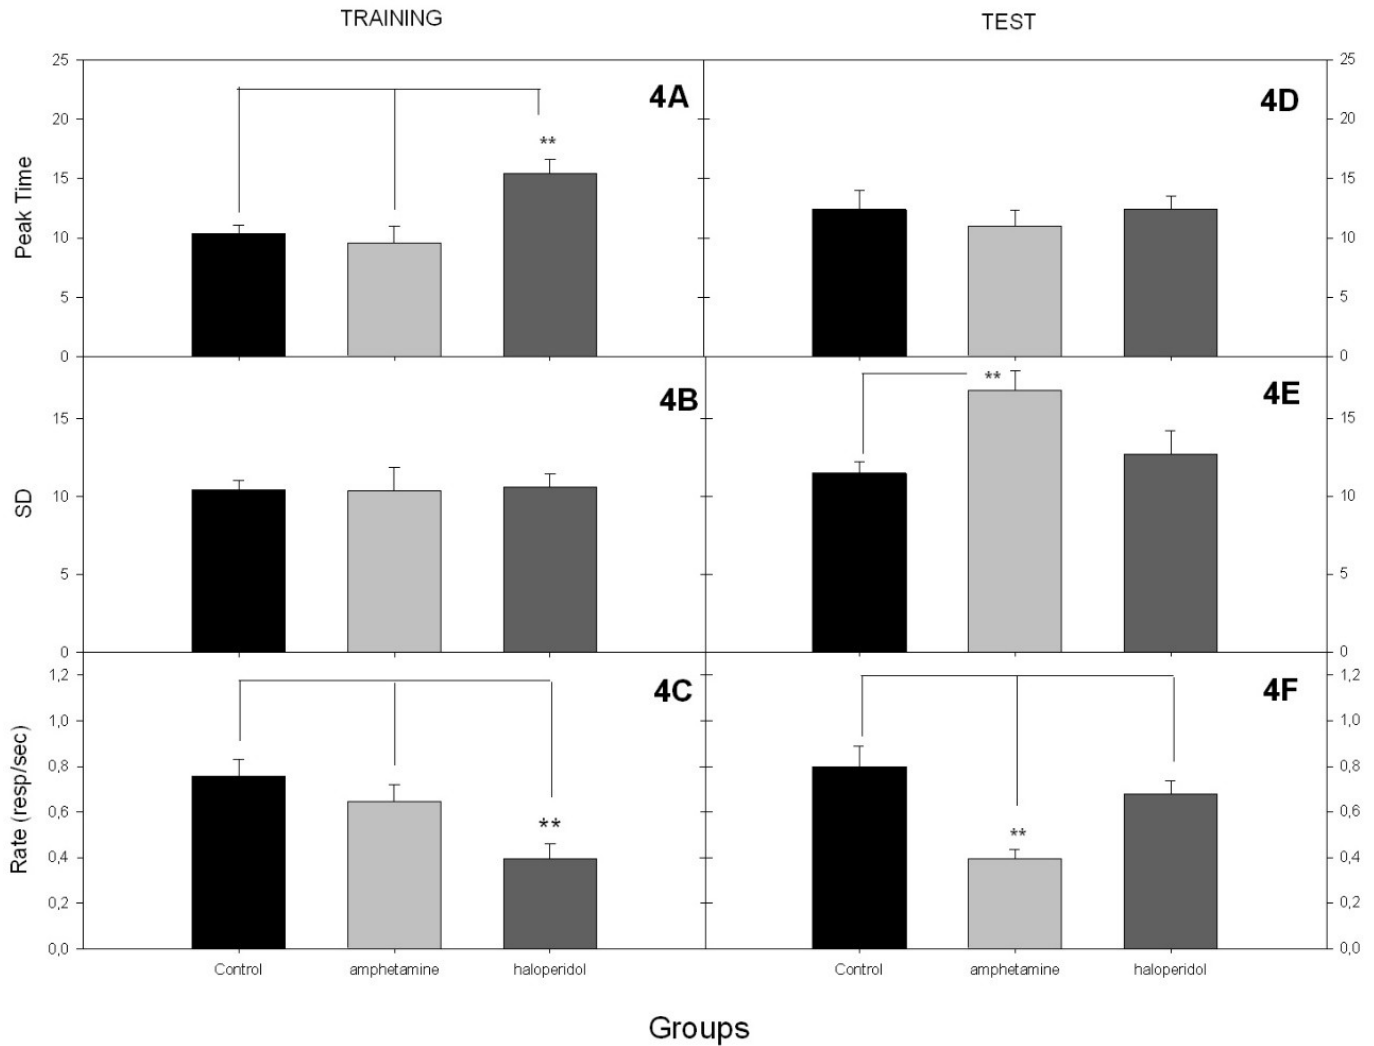 TRAINING
TEST
25
20
15
10
5
0
Peak Time
**
4A
4D
25
20
15
10
5
0
15
10
5
0
SD
4B
**
4E
15
10
5
0
1,2
1,0
0,8
0,6
0,4
0,2
0,0
Rate (resp/sec)
**
4C
**
4F
1,2
1,0
0,8
0,6
0,4
0,2
0,0
Control amphetamine haloperidol
Control amphetamine haloperidol
Groups